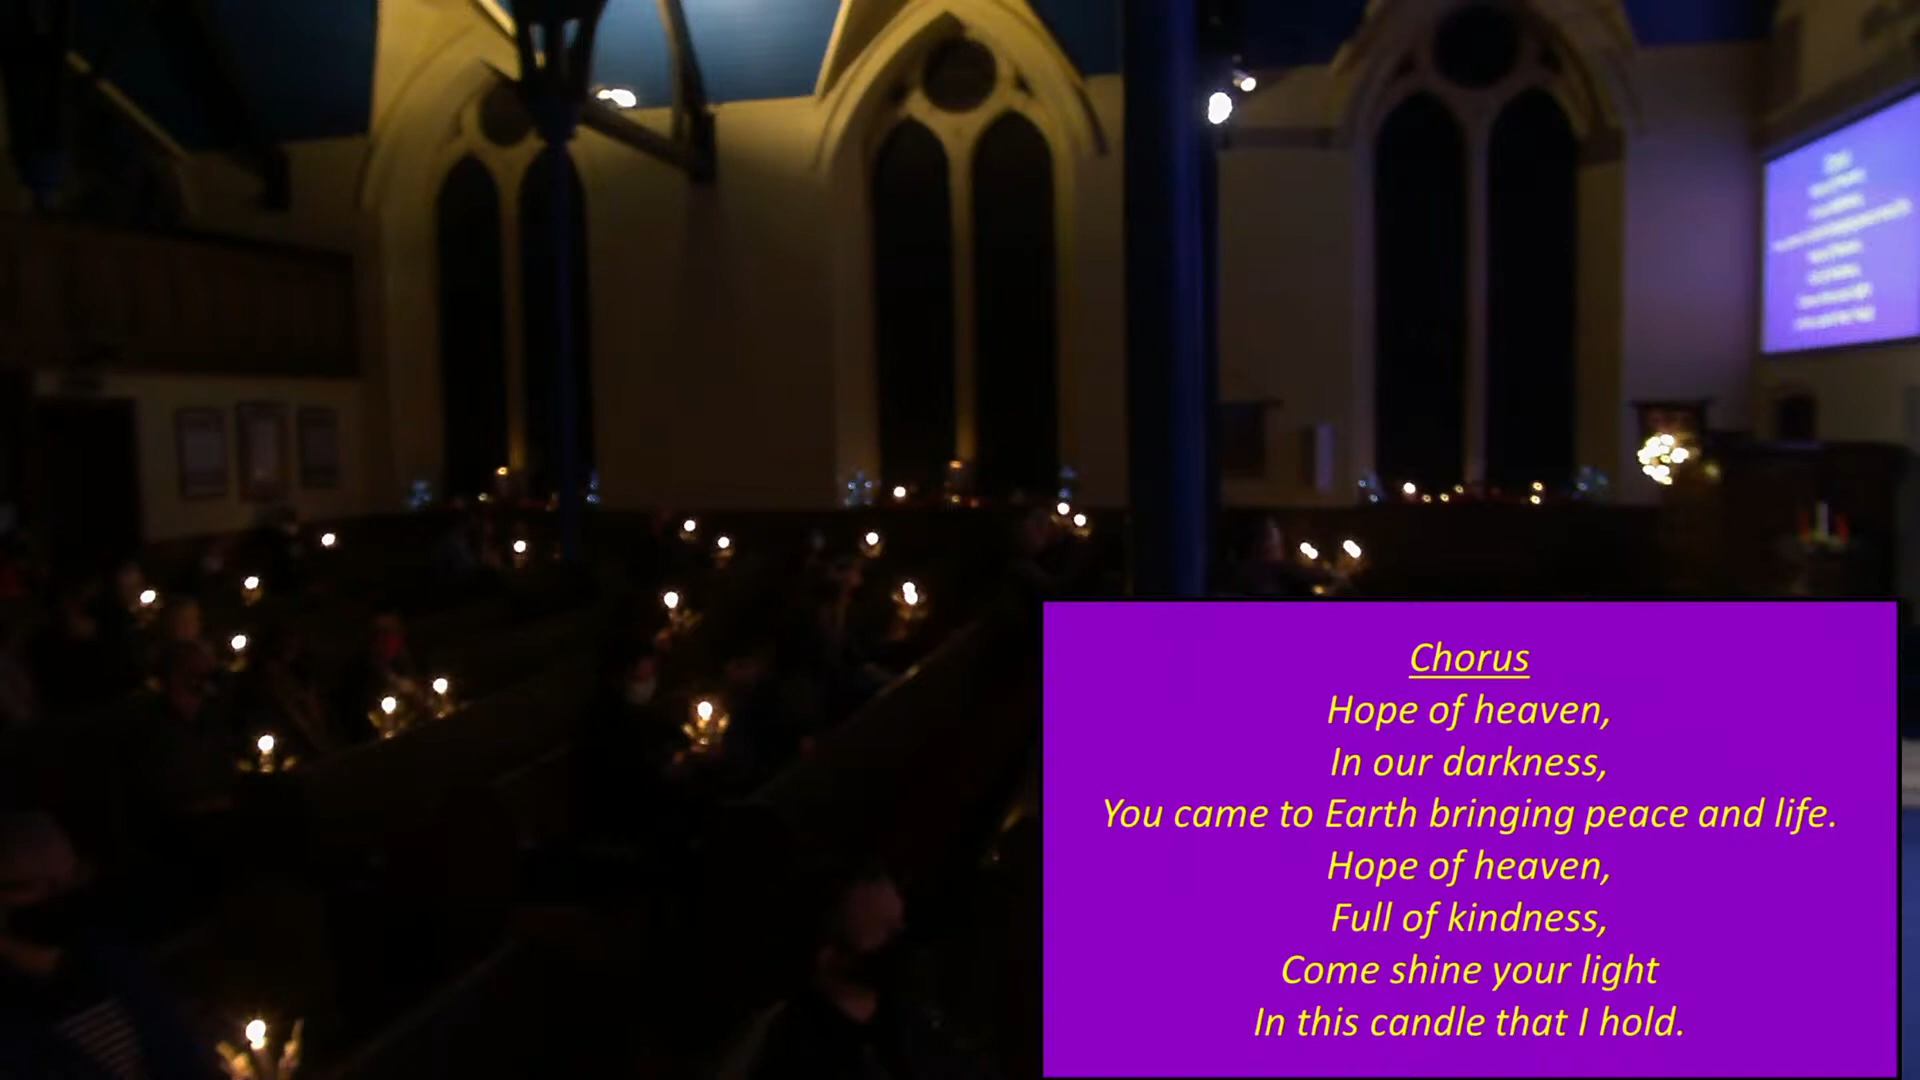 Chorus
Hope of heaven,
In our darkness,
You came to Earth bringing peace and life.
Hope of heaven,
Full of kindness,
Come shine your light
In this candle that I hold.